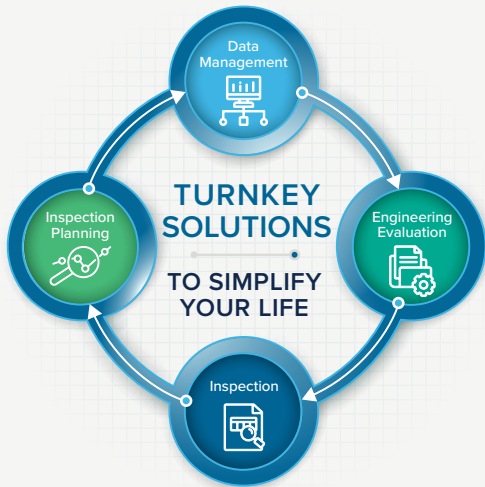 Data
Management
Inspection
Planning
TURNKEY
SOLUTIONS
TO SIMPLIFY
YOUR LIFE
Engineering
Evaluation
Inspection